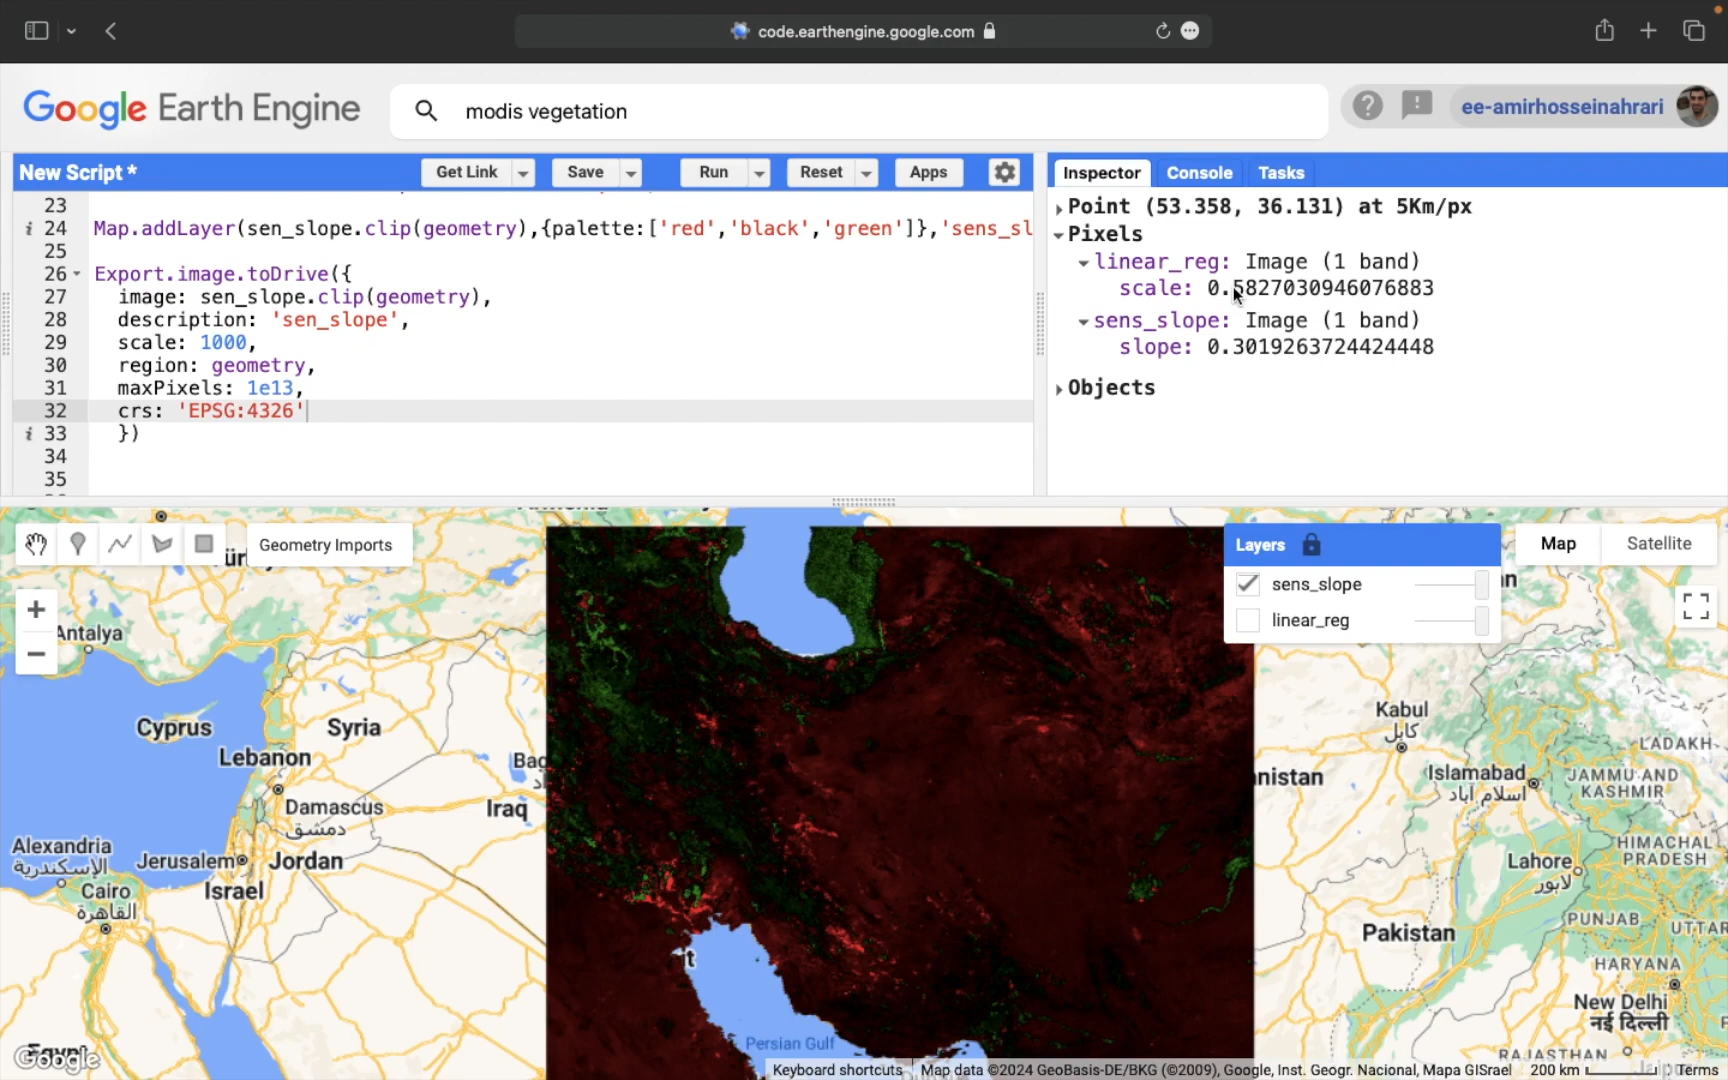 code.earthengine.google.com
Google Earth Engine
modis vegetation
ee-amirhosseinahrari
New Script *
Get Link
Save
Run
Reset
Apps
Inspector
Console
Tasks
23
i 24 Map.addLayer(sen_slope.clip(geometry),{palette:['red','black','green']},'sens_sl
25
26 Export.image.toDrive({
27 image: sen_slope.clip(geometry),
28 description: 'sen_slope',
29 scale: 1000,
30 region: geometry,
31 maxPixels: 1e13,
32 crs: 'EPSG:4326'
i 33 })
34
35
Point (53.358, 36.131) at 5Km/px
Pixels
linear_reg: Image (1 band)
scale: 0.5827030946076883
sens_slope: Image (1 band)
slope: 0.3019263724424448
Objects
Geometry Imports
Layers
sens_slope
linear_reg
Map
Satellite
Antalya
Cyprus
Syria
Lebanon
Bag
Iraq
Damascus
دمشق
Alexandria
الإسكندرية
Jerusalem
Jordan
Israel
Cairo
القاهرة
Egypt
Google
t
Persian Gulf
nistan
Kabul
كابل
LADAKH
Islamabad
اسلام آباد
JAMMU AND
KASHMIR
HIMACHAL
PRADESH
Lahore
لاہور
PUNJAB
UTTAR
Pakistan
HARYANA
New Delhi
नई दिल्ली
RAJASTHAN
Jaip
Keyboard shortcuts
Map data ©2024 GeoBasis-DE/BKG (©2009), Google, Inst. Geogr. Nacional, Mapa GISrael
200 km
Terms